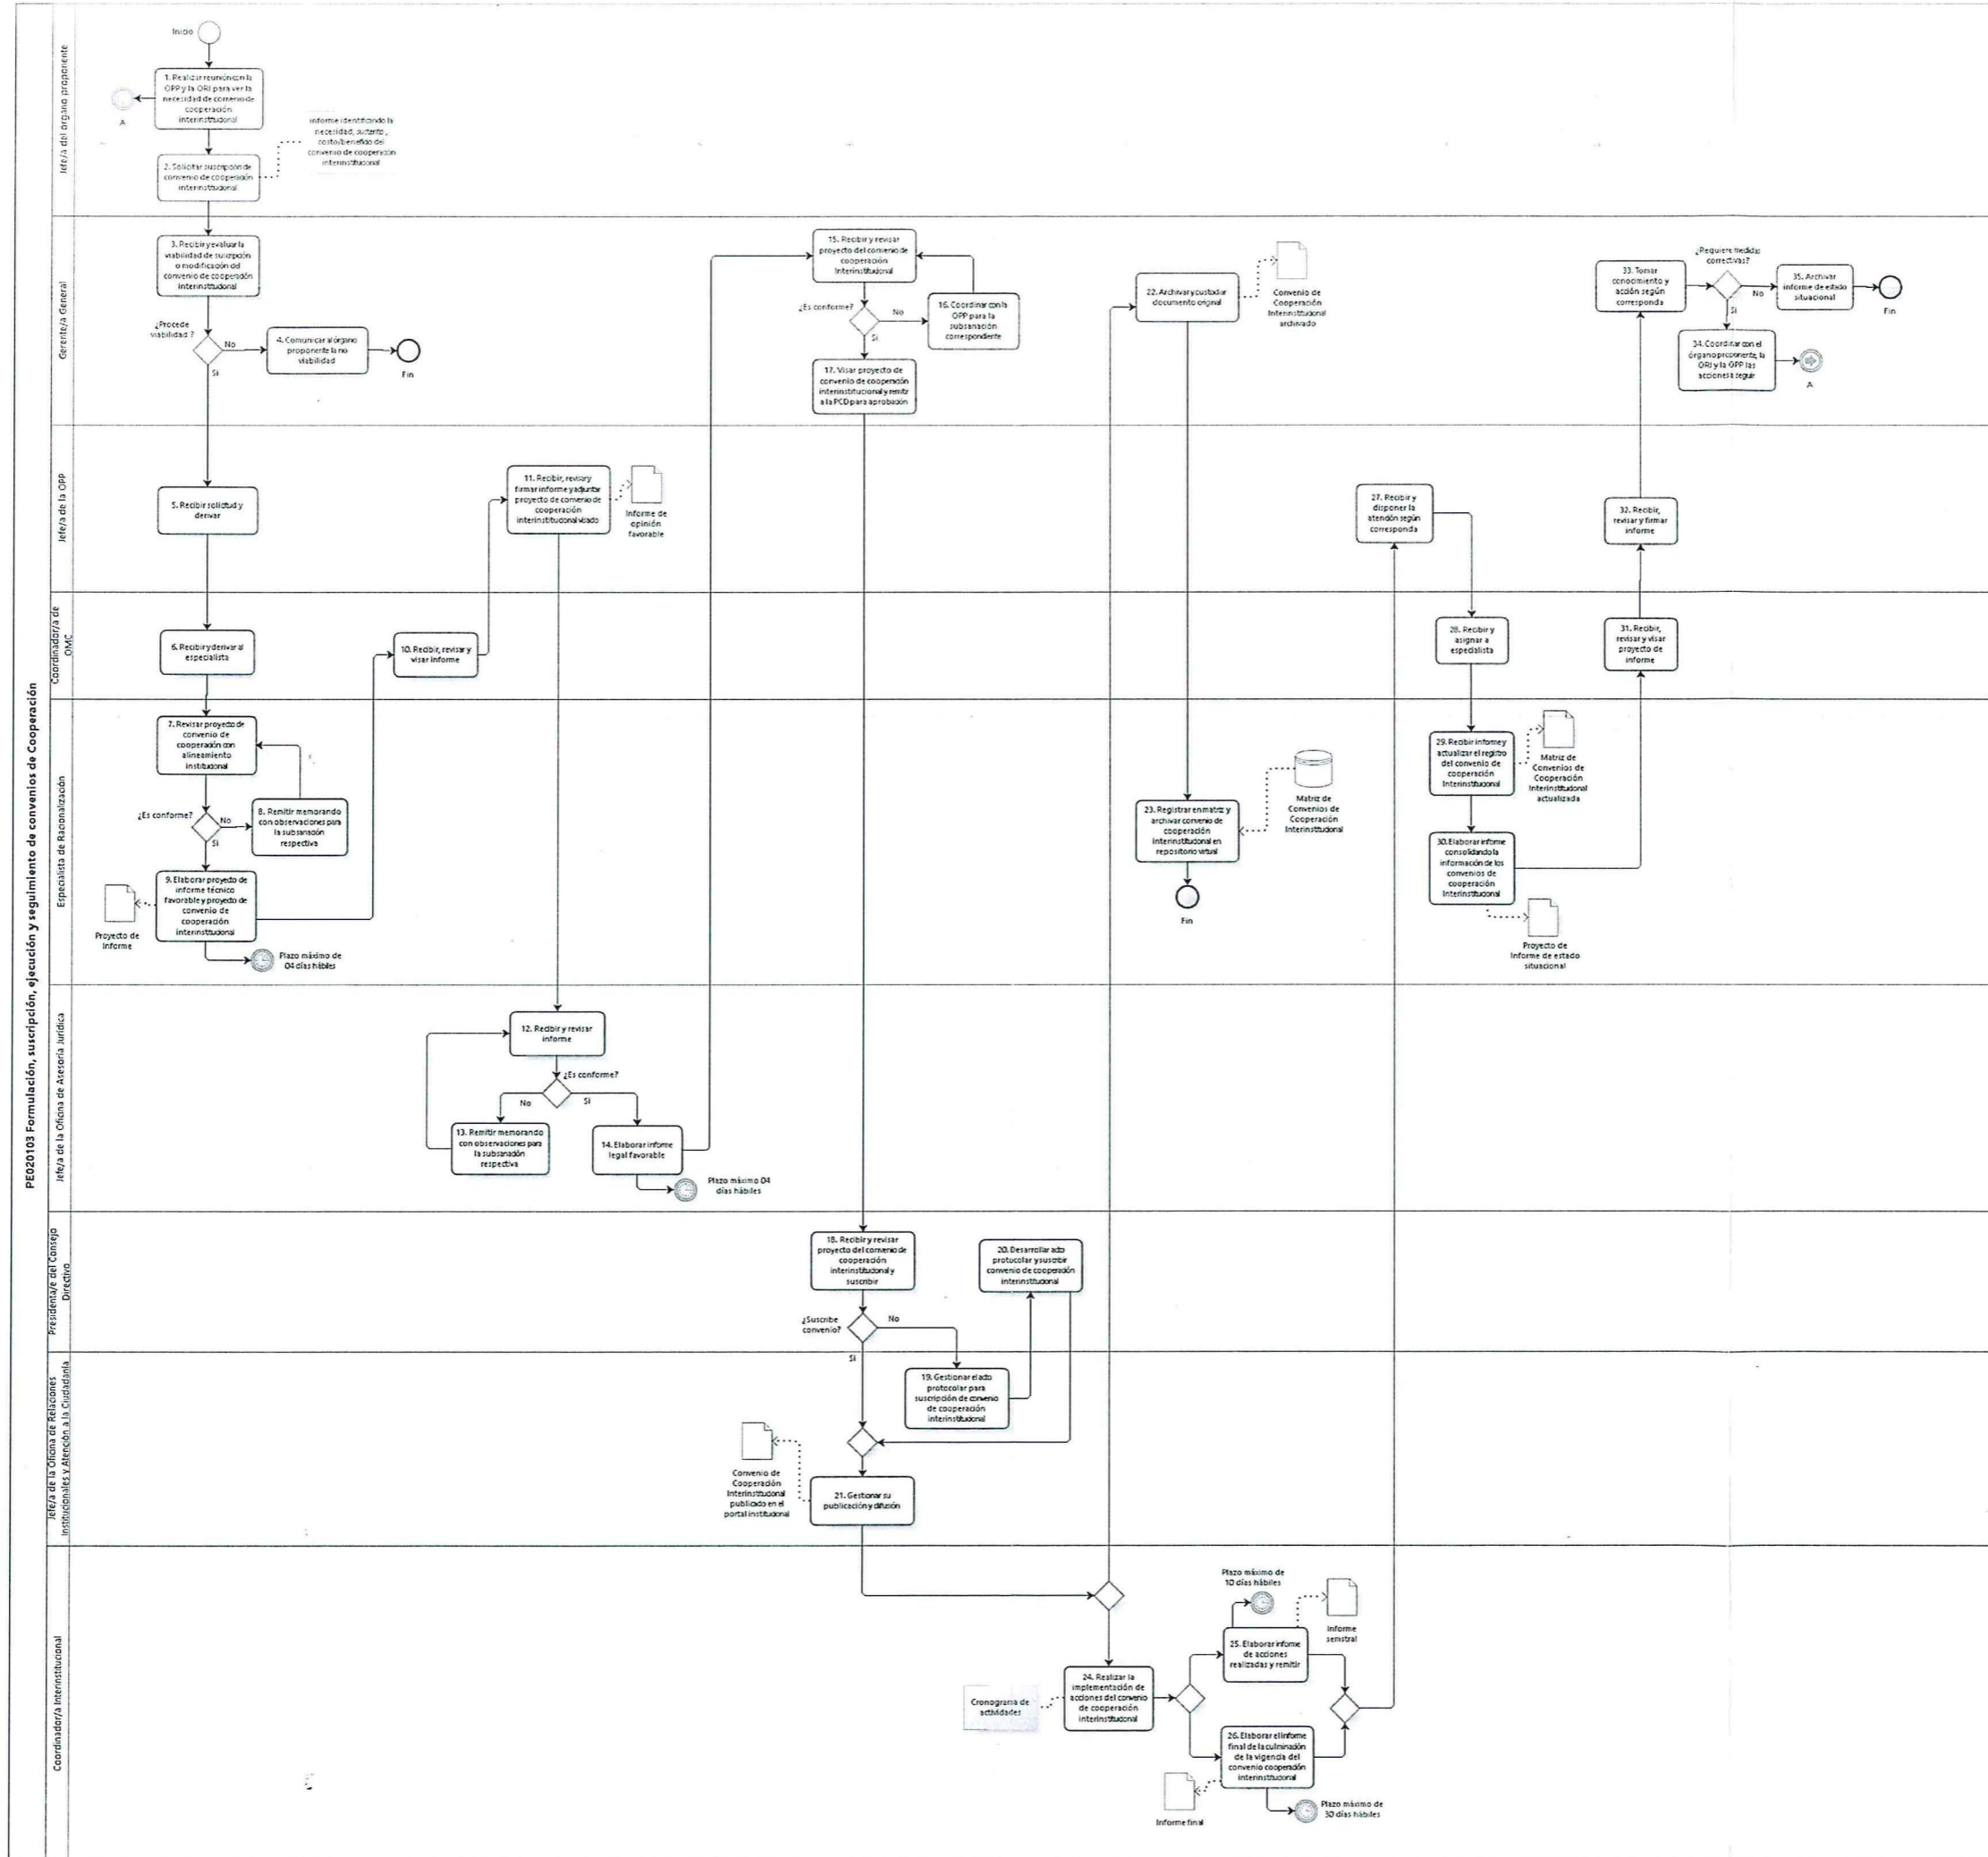 PE020103 Formulación, suscripción, ejecución y seguimiento de convenios de Cooperación
Jefe/a del órgano proponente
Inicio
1. Realizar reunión con la
OPP y la ORI para ver la
necesidad de convenio de
cooperación
interinstitucional
A
2. Solicitar suscripción de
convenio de cooperación
interinstitucional
informe identificando la
necesidad, sustento,
costo/beneficio del
convenio de cooperación
interinstitucional
Gerente/a General
3. Recibir y evaluar la
viabilidad de suscripción
o modificación del
convenio de cooperación
interinstitucional
¿Procede
viabilidad ?
No
Si
4. Comunicar al órgano
proponente la no
viabilidad
Fin
15. Recibir y revisar
proyecto del convenio de
cooperación
Interinstitucional
¿Es conforme?
No
Si
16. Coordinar con la
OPP para la
subsanación
correspondiente
17. Visar proyecto de
convenio de cooperación
interinstitucional y remitir
a la PCD para aprobación
22. Archivar y custodiar
documento original
Convenio de
Cooperación
Interinstitucional
archivado
33. Tomar
conocimiento y
acción según
corresponda
¿Requiere medidas
correctivas?
No
Si
35. Archivar
informe de estado
situacional
Fin
34. Coordinar con el
órgano proponente, la
ORI y la OPP las
acciones a seguir
A
Jefe/a de la OPP
5. Recibir solicitud y
derivar
11. Recibir, revisar y
firmar informe y adjuntar
proyecto de convenio de
cooperación
interinstitucional visado
Informe de
opinión
favorable
27. Recibir y
disponer la
atención según
corresponda
32. Recibir,
revisar y firmar
informe
Coordinador/a de
OMC
6. Recibir y derivar al
especialista
10. Recibir, revisar y
visar informe
28. Recibir y
asignar a
especialista
31. Recibir,
revisar y visar
proyecto de
informe
Especialista de Racionalización
7. Revisar proyecto de
convenio de
cooperación con
alineamiento
institucional
¿Es conforme?
No
Si
8. Remitir memorando
con observaciones para
la subsanación
respectiva
9. Elaborar proyecto de
informe técnico
favorable y proyecto de
convenio de
cooperación
interinstitucional
Proyecto de
Informe
Plazo máximo de
04 días hábiles
23. Registrar en matriz y
archivar convenio de
cooperación
Interinstitucional en
repositorio virtual
Matriz de
Convenios de
Cooperación
Interinstitucional
Fin
29. Recibir informe y
actualizar el registro
del convenio de
cooperación
Interinstitucional
Matriz de
Convenios de
Cooperación
Interinstitucional
actualizada
30. Elaborar informe
consolidando la
información de los
convenios de
cooperación
Interinstitucional
Proyecto de
Informe de estado
situacional
Jefe/a de la Oficina de Asesoría Jurídica
12. Recibir y revisar
informe
¿Es conforme?
No
Si
13. Remitir memorando
con observaciones para
la subsanación
respectiva
14. Elaborar informe
legal favorable
Plazo máximo 04
días hábiles
Presidenta/e del Consejo
Directivo
18. Recibir y revisar
proyecto del convenio de
cooperación
interinstitucional y
suscribir
20. Desarrollar acto
protocolar y suscribir
convenio de cooperación
interinstitucional
¿Suscribe
convenio?
No
Si
Jefe/a de la Oficina de Relaciones
Institucionales y Atención a la Ciudadanía
19. Gestionar el acto
protocolar para
suscripción de convenio
de cooperación
interinstitucional
Convenio de
Cooperación
Interinstitucional
publicado en el
portal institucional
21. Gestionar su
publicación y difusión
Coordinador/a Interinstitucional
Cronograma de
actividades
24. Realizar la
implementación de
acciones del convenio
de cooperación
interinstitucional
Plazo máximo de
10 días hábiles
25. Elaborar informe
de acciones
realizadas y remitir
Informe
semstral
26. Elaborar el informe
final de la culminación
de la vigencia del
convenio cooperación
interinstitucional
Informe final
Plazo máximo de
30 días hábiles